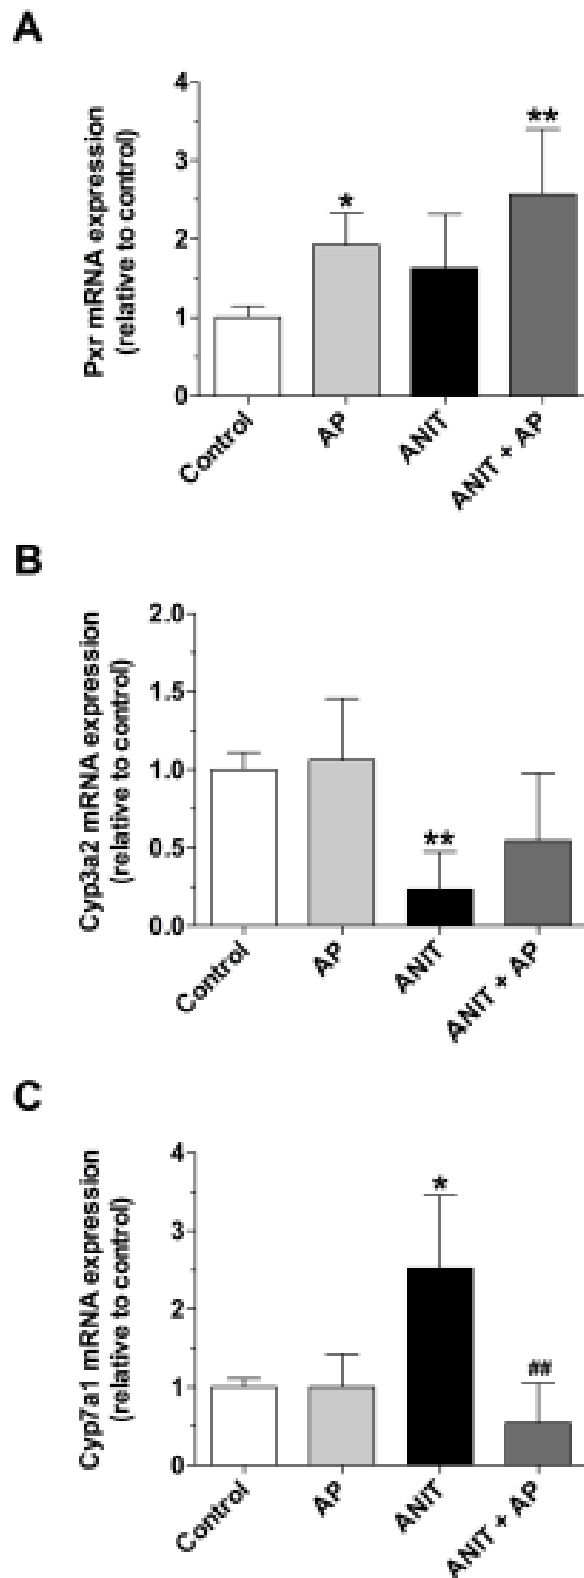 A
Pxr mRNA expression
(relative to control)
4
3
2
1
0
*
**
Control
AP
ANIT
ANIT + AP
B
Cyp3a2 mRNA expression
(relative to control)
2.0
1.5
1.0
0.5
0.0
**
Control
AP
ANIT
ANIT + AP
C
Cyp7a1 mRNA expression
(relative to control)
4
3
2
1
0
*
##
Control
AP
ANIT
ANIT + AP